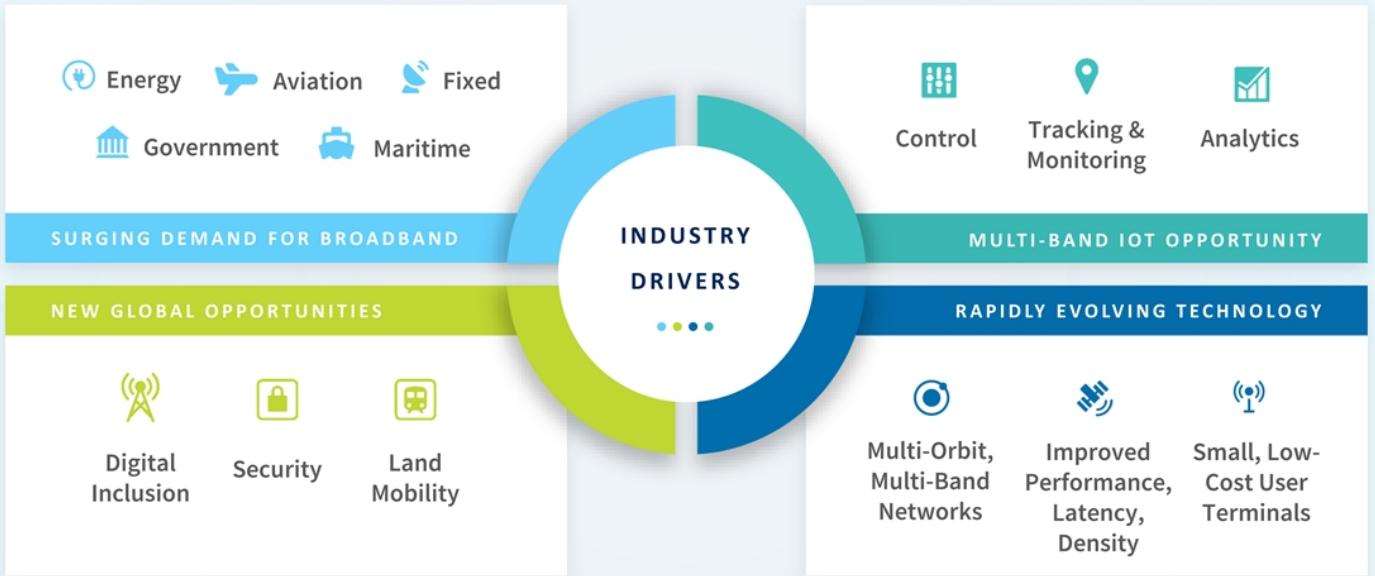 Energy
Aviation
Fixed
Government
Maritime
SURGING DEMAND FOR BROADBAND
Control
Tracking &
Monitoring
Analytics
MULTI-BAND IOT OPPORTUNITY
INDUSTRY
DRIVERS
NEW GLOBAL OPPORTUNITIES
Digital
Inclusion
Security
Land
Mobility
RAPIDLY EVOLVING TECHNOLOGY
Multi-Orbit,
Multi-Band
Networks
Improved
Performance,
Latency,
Density
Small, Low-
Cost User
Terminals